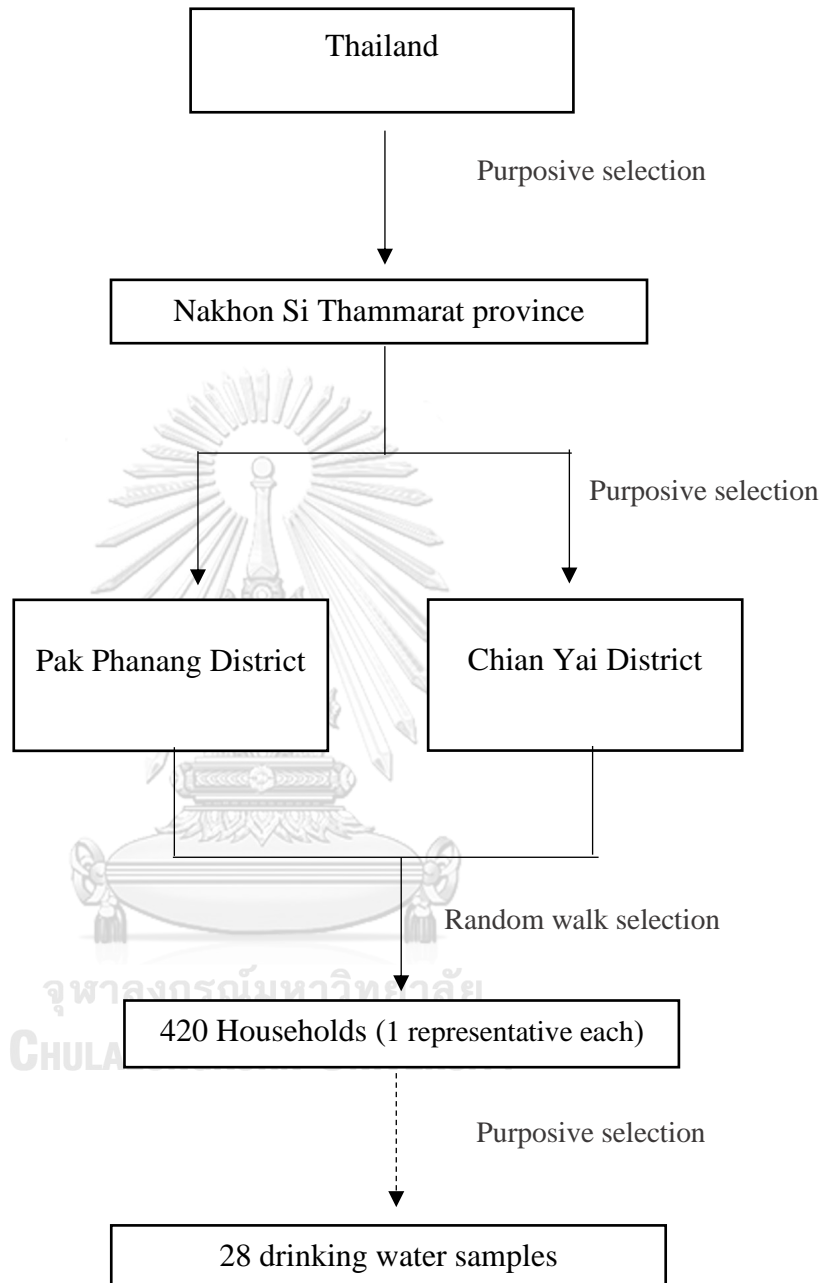 Thailand
Purposive selection
Nakhon Si Thammarat province
Purposive selection
Pak Phanang District
Chian Yai District
Random walk selection
จุฬาลงกรณ์มหาวิทยาลัย
420 Households (1 representative each)
CHULA
Purposive selection
28 drinking water samples